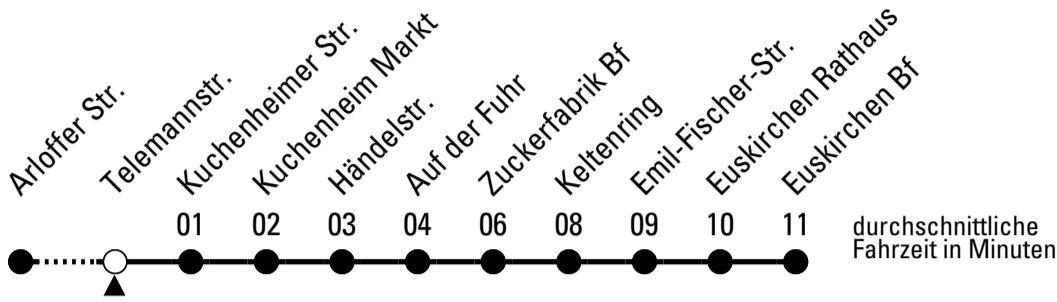 Arloffer Str.
Telemannstr.
Kuchenheimer Str.
Kuchenheim Markt
Händelstr.
Auf der Fuhr
Zuckerfabrik Bf
Keltenring
Emil-Fischer-Str.
Euskirchen Rathaus
Euskirchen Bf
01 02 03 04 06 08 09 10 11
durchschnittliche
Fahrzeit in Minuten